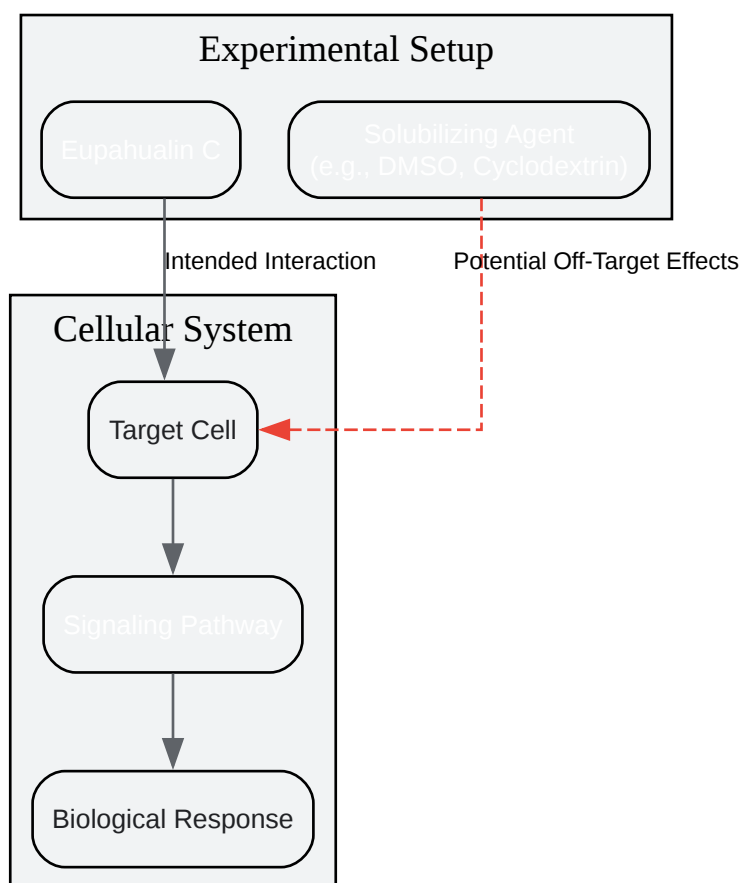 Experimental Setup
Eupahualin C
Solubilizing Agent
(e.g., DMSO, Cyclodextrin)
Intended Interaction
Potential Off-Target Effects
Cellular System
Target Cell
Signaling Pathway
Biological Response